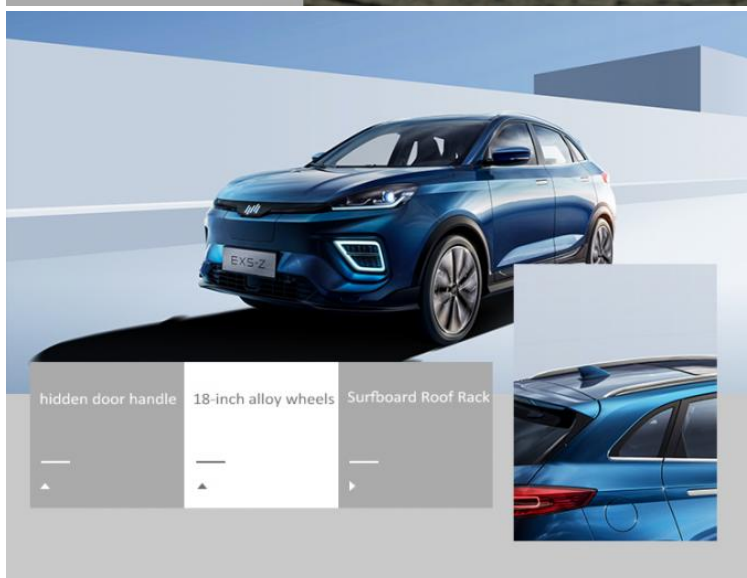 EX5-Z
hidden door handle
18-inch alloy wheels
Surfboard Roof Rack